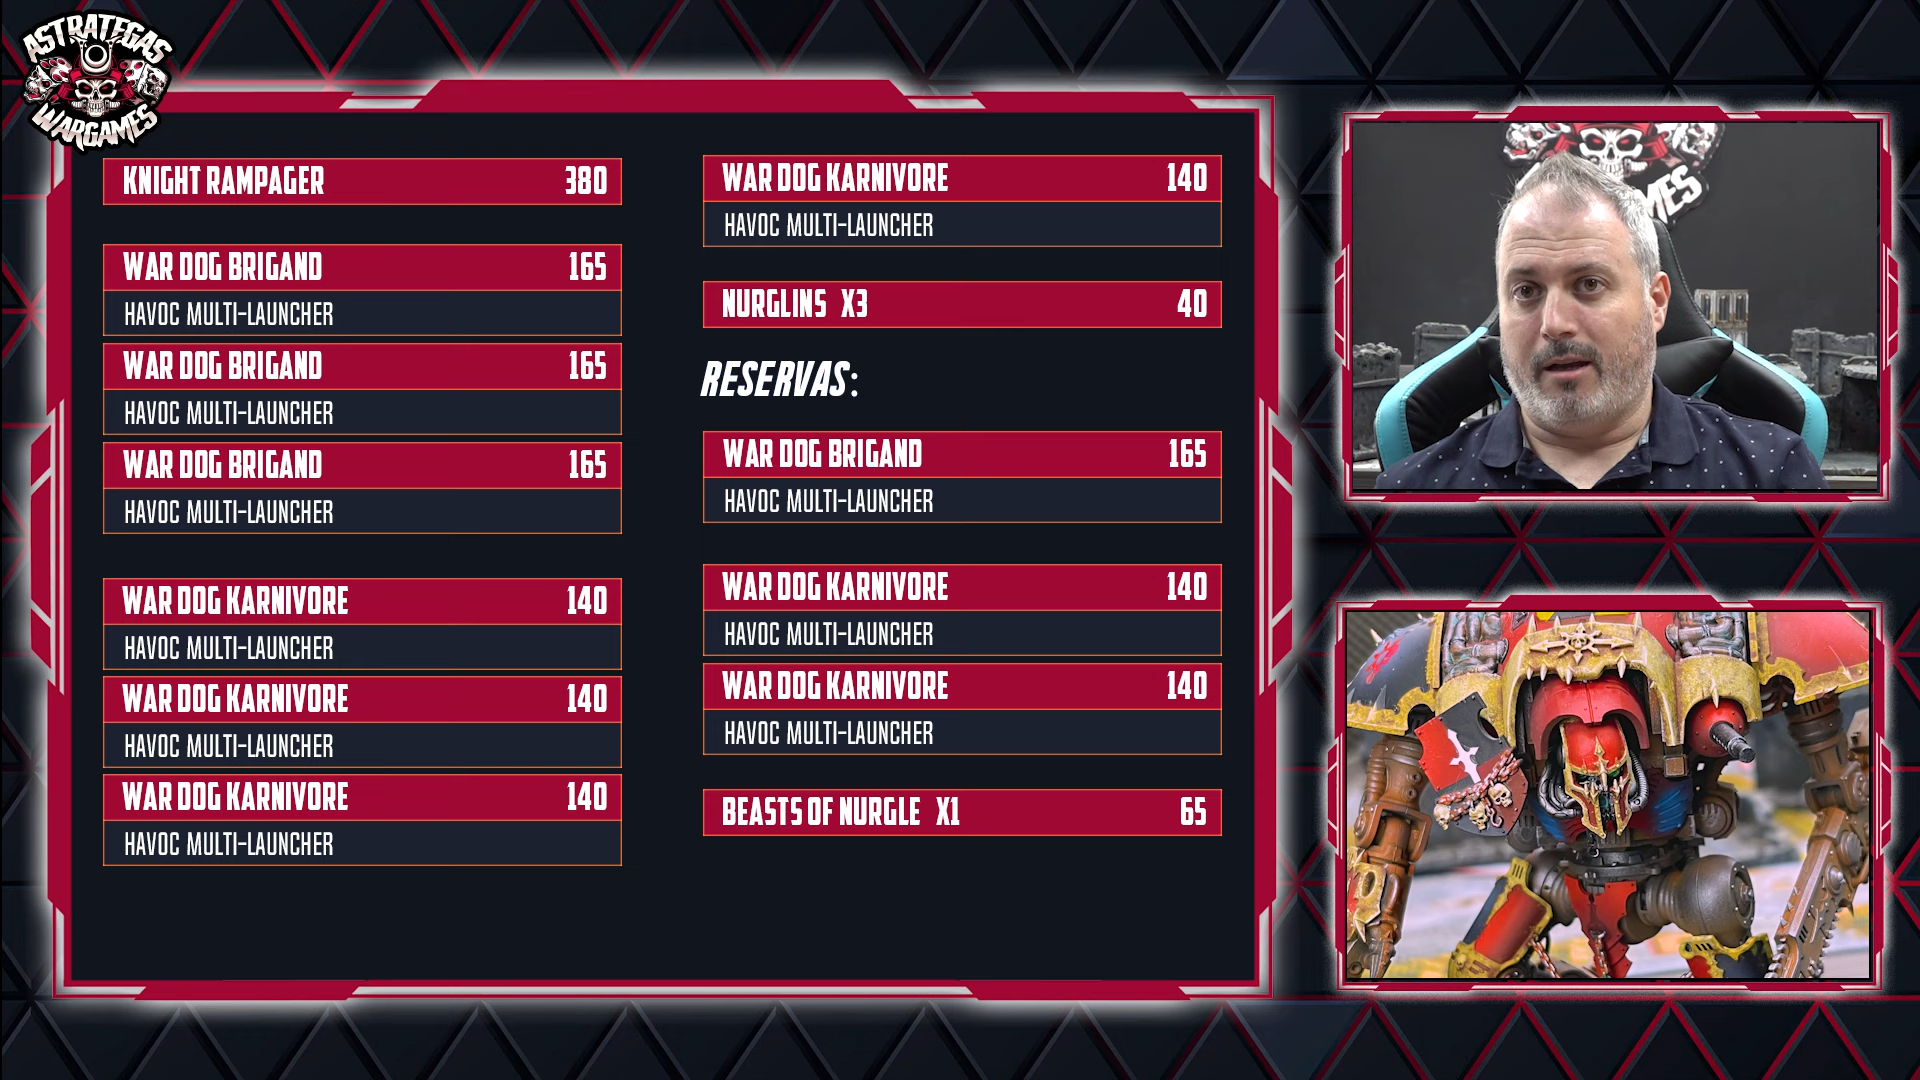 ASTRATEGAS
WARGAMES
KNIGHT RAMPAGER 380
WAR DOG BRIGAND 165
HAVOC MULTI-LAUNCHER
WAR DOG BRIGAND 165
HAVOC MULTI-LAUNCHER
WAR DOG BRIGAND 165
HAVOC MULTI-LAUNCHER
WAR DOG KARNIVORE 140
HAVOC MULTI-LAUNCHER
WAR DOG KARNIVORE 140
HAVOC MULTI-LAUNCHER
WAR DOG KARNIVORE 140
HAVOC MULTI-LAUNCHER
WAR DOG KARNIVORE 140
HAVOC MULTI-LAUNCHER
NURGLINS X3 40
RESERVAS:
WAR DOG BRIGAND 165
HAVOC MULTI-LAUNCHER
WAR DOG KARNIVORE 140
HAVOC MULTI-LAUNCHER
WAR DOG KARNIVORE 140
HAVOC MULTI-LAUNCHER
BEASTS OF NURGLE X1 65
MES